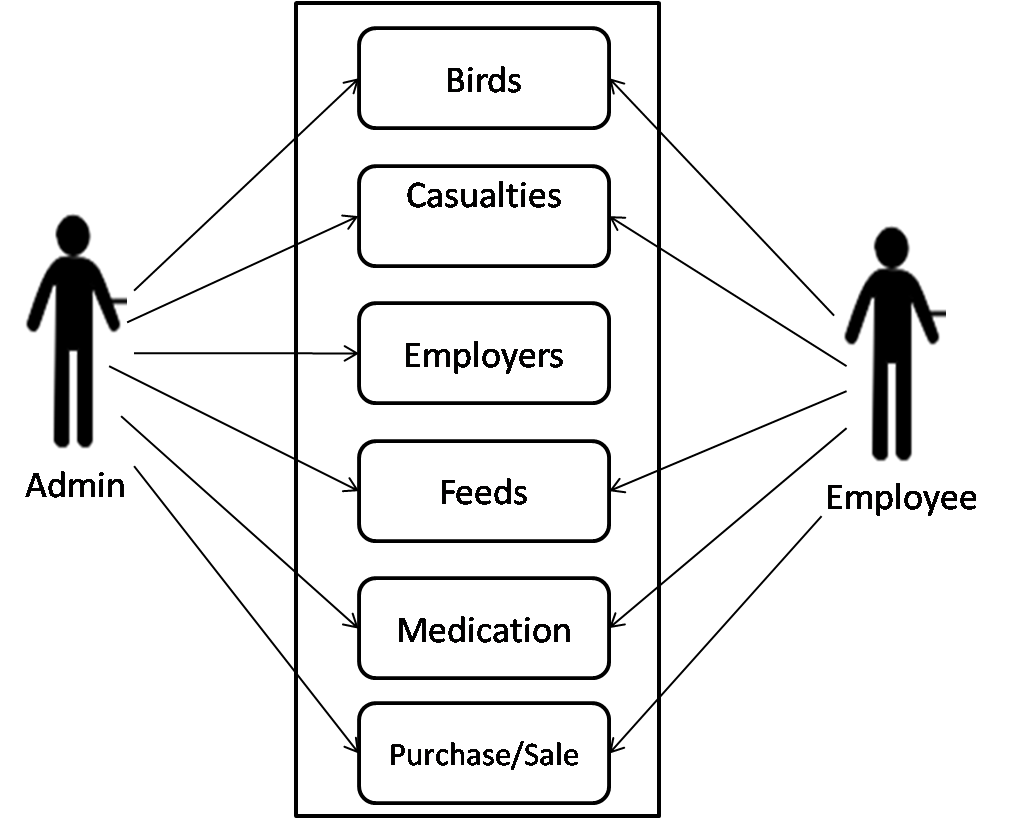 Birds
Casualties
Employers
Feeds
Admin
Employee
Medication
Purchase/Sale